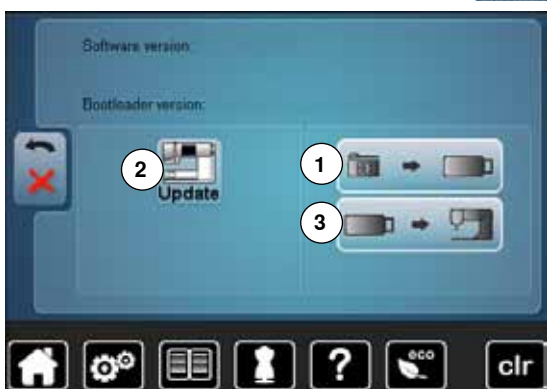 Software version:
Bootloader version:
1
2
Update
3
?
eco
clr